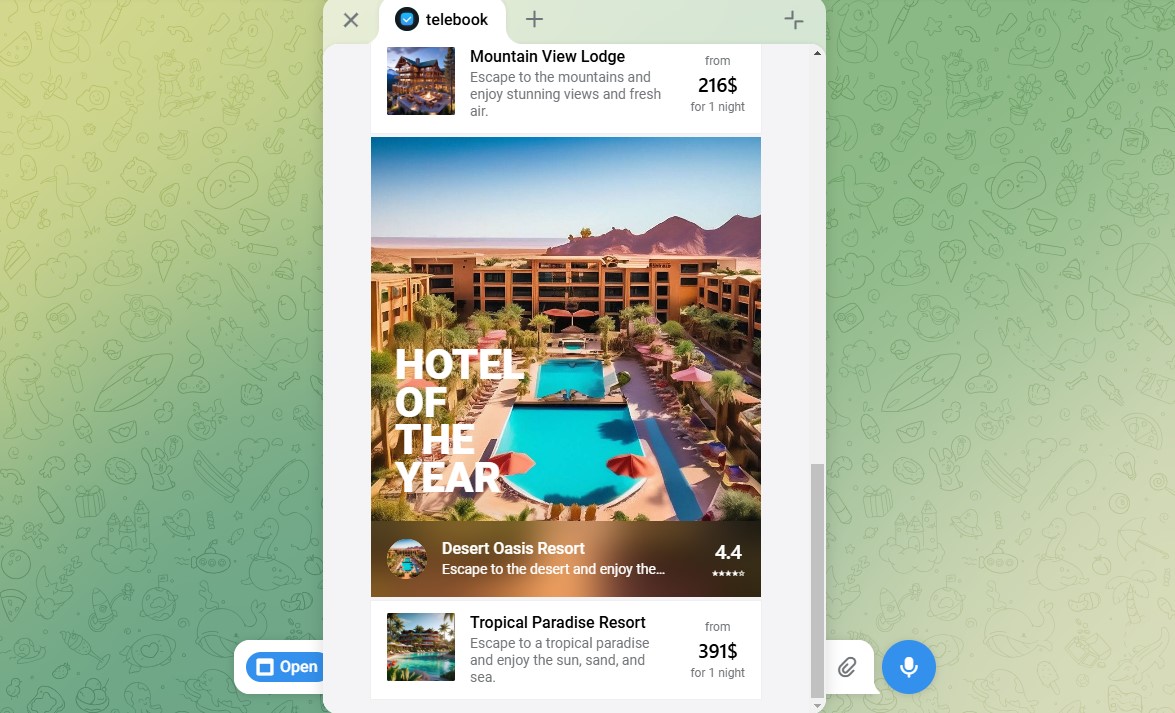 telebook
Mountain View Lodge
Escape to the mountains and
enjoy stunning views and fresh
air.
from
216$
for 1 night
HOTEL
OF
THE
YEAR
Desert Oasis Resort
Escape to the desert and enjoy the...
4.4
Tropical Paradise Resort
Escape to a tropical paradise
and enjoy the sun, sand, and
sea.
from
391$
for 1 night
Open